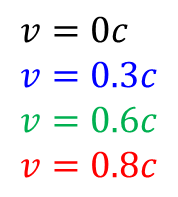 v = 0c
v = 0.3c
v = 0.6c
v = 0.8c